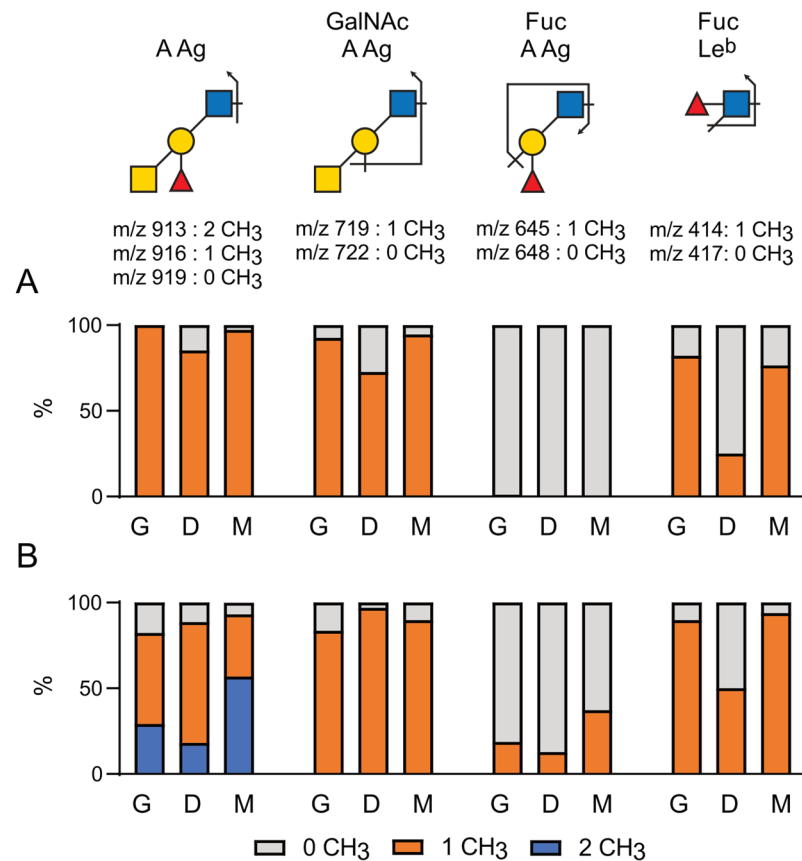 A Ag
GalNAc
A Ag
Fuc
A Ag
Fuc
Leᵇ
m/z 913 : 2 CH₃
m/z 916 : 1 CH₃
m/z 919 : 0 CH₃
m/z 719 : 1 CH₃
m/z 722 : 0 CH₃
m/z 645 : 1 CH₃
m/z 648 : 0 CH₃
m/z 414: 1 CH₃
m/z 417: 0 CH₃
A
100
50
0
%
G D M G D M G D M G D M
B
100
50
0
%
G D M G D M G D M G D M
0 CH₃ 1 CH₃ 2 CH₃